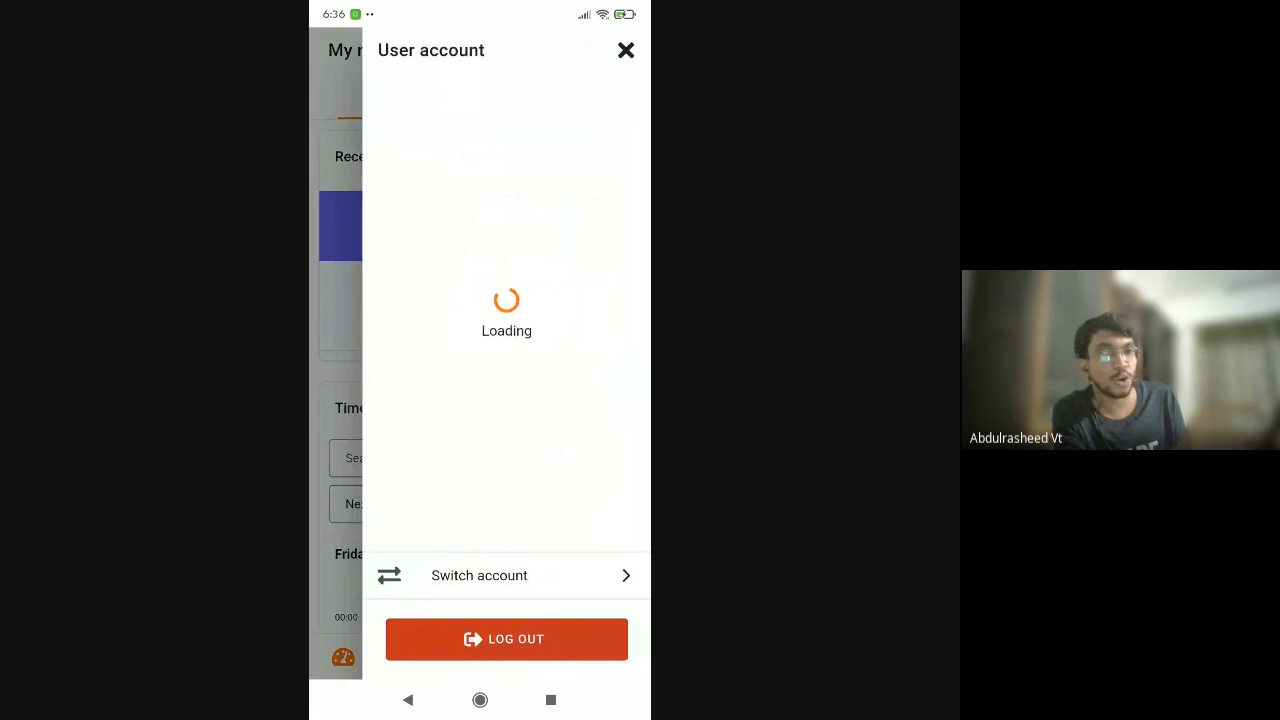 6:36
My
User account
Rece
Loading
Time
Sea
Ne
Frida
Switch account
00:00
LOG OUT
Abdulrasheed Vt